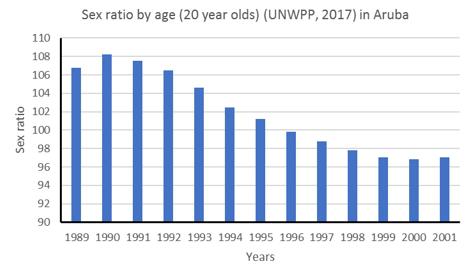 Sex ratio by age (20 year olds) (UNWPP, 2017) in Aruba
110
108
106
104
102
100
98
96
94
92
90
Sex ratio
1989 1990 1991 1992 1993 1994 1995 1996 1997 1998 1999 2000 2001
Years